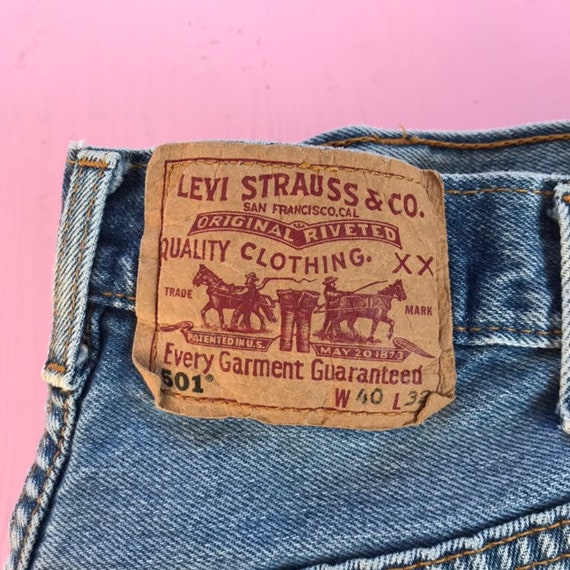 LEVI STRAUSS & CO.
SAN FRANCISCO, CAL
ORIGINAL RIVETED
QUALITY CLOTHING. XX
TRADE MARK
PATENTED IN U.S. MAY 20 1873
Every Garment Guaranteed
501®
W 40 L